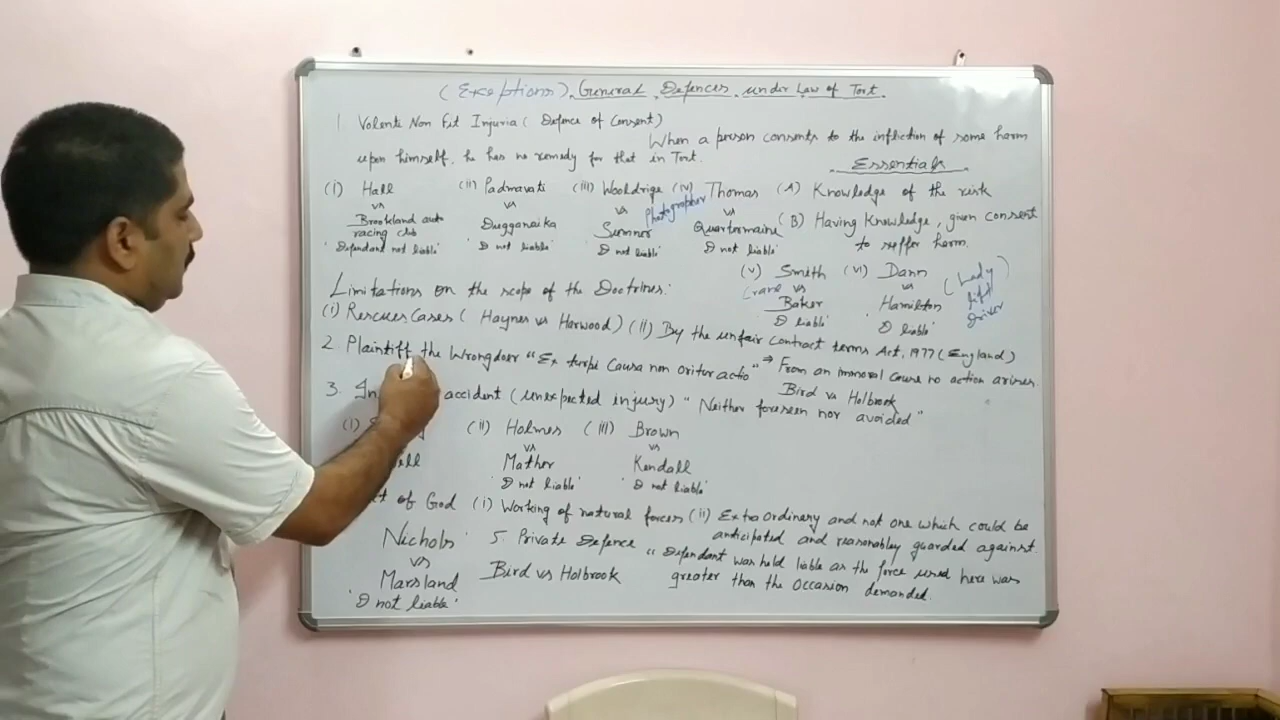 (Exceptions), General Defences under Law of Tort.
1 Volenti Non Fit Injuria ( Defence of Consent)
When a person consents to the infliction of some harm
upon himself, he has no remedy for that in Tort.
Essentials
(i) Hall vs Brookland auto racing club 'Defendant not liable'
(ii) Padmavati vs Dugganaika 'D not liable'
(iii) Wooldrige vs Sumner 'D not liable'
Photographer
(iv) Thomas vs Quartermaine 'D not liable'
(A) Knowledge of the risk
(B) Having Knowledge, given consent
to suffer harm.
(v) Smith vs Baker 'D liable'
Crane
(vi) Dann vs Hamilton 'D liable'
(Lady)
lift
driver
Limitations on the scope of the Doctrines:
(i) Rescues Cases ( Haynes vs Harwood) (ii) By the unfair contract terms Act, 1977 (England)
2. Plaintiff the Wrongdoer "Ex turpi Causa non oritur actio" ⇒ From an immoral cause no action arises.
Bird vs Holbrook
3. In accident (unexpected injury) "Neither foreseen nor avoided"
(i)
(ii) Holmes vs Mather 'D not liable'
(iii) Brown vs Kendall 'D not liable'
of God (i) Working of natural forces (ii) Extraordinary and not one which could be
anticipated and reasonably guarded against.
Nichols vs Marsland 'D not liable'
5. Private Defence
Bird vs Holbrook
"Defendant was held liable as the force used here was
greater than the occasion demanded.